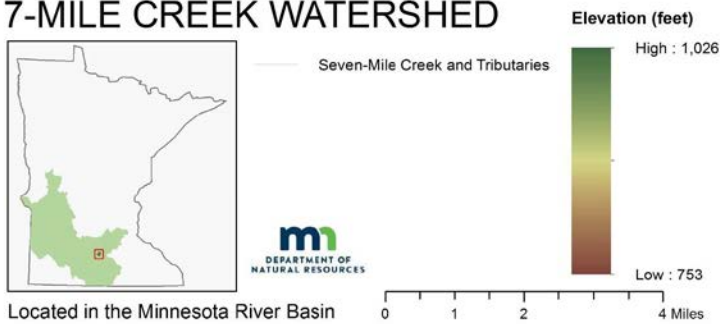 7-MILE CREEK WATERSHED
Elevation (feet)
High : 1,026
Seven-Mile Creek and Tributaries
mn
DEPARTMENT OF
NATURAL RESOURCES
Low : 753
Located in the Minnesota River Basin
0 1 2 4 Miles